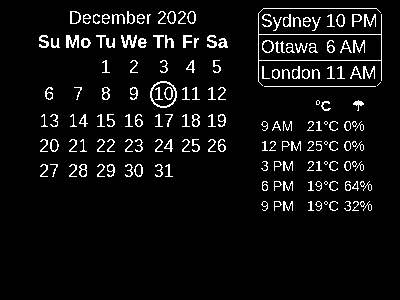 December 2020
Su Mo Tu We Th Fr Sa
1 2 3 4 5
6 7 8 9 10 11 12
13 14 15 16 17 18 19
20 21 22 23 24 25 26
27 28 29 30 31
Sydney 10 PM
Ottawa 6 AM
London 11 AM
°C ☂
9 AM 21°C 0%
12 PM 25°C 0%
3 PM 21°C 0%
6 PM 19°C 64%
9 PM 19°C 32%